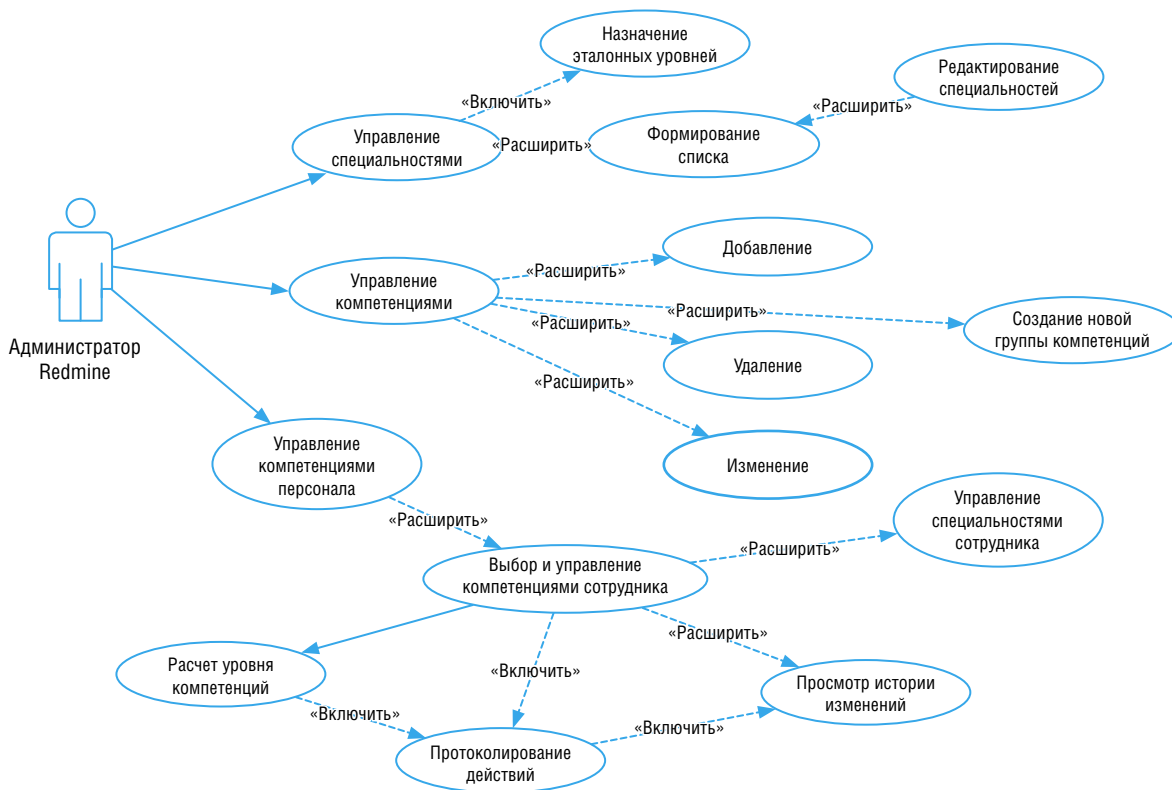 Назначение
эталонных уровней
Редактирование
специальностей
«Включить»
«Расширить»
Управление
специальностями
«Расширить»
Формирование
списка
Добавление
«Расширить»
Управление
компетенциями
«Расширить»
Создание новой
группы компетенций
«Расширить»
Удаление
Администратор
Redmine
«Расширить»
Управление
компетенциями
персонала
Изменение
Управление
специальностями
сотрудника
«Расширить»
«Расширить»
Выбор и управление
компетенциями сотрудника
«Расширить»
Расчет уровня
компетенций
«Включить»
Просмотр истории
изменений
«Включить»
«Включить»
Протоколирование
действий